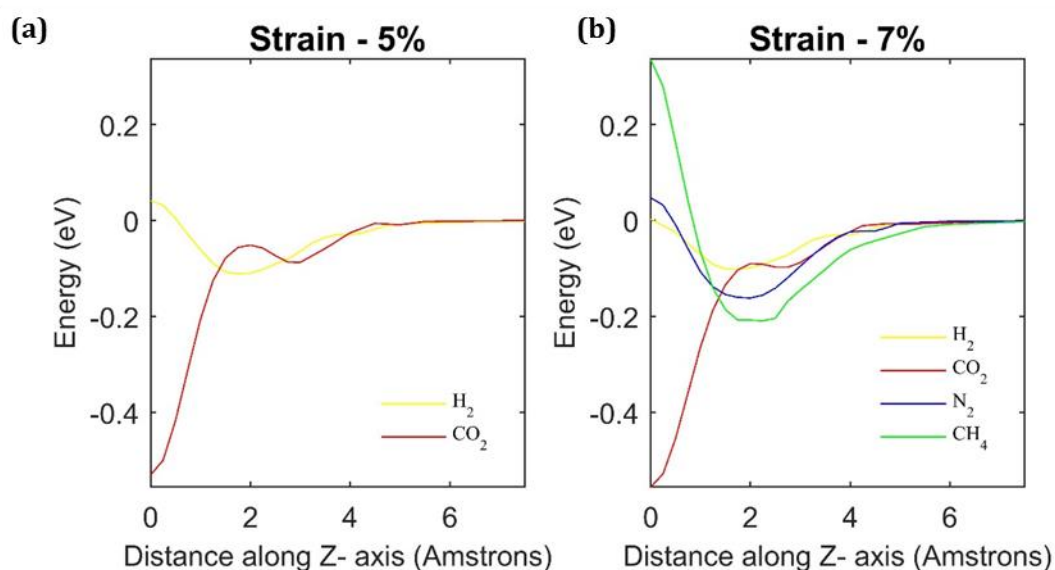 (a)
Strain - 5%
Energy (eV)
0.2
0
-0.2
-0.4
H₂
CO₂
0 2 4 6
Distance along Z- axis (Amstrons)
(b)
Strain - 7%
Energy (eV)
0.2
0
-0.2
-0.4
H₂
CO₂
N₂
CH₄
0 2 4 6
Distance along Z- axis (Amstrons)